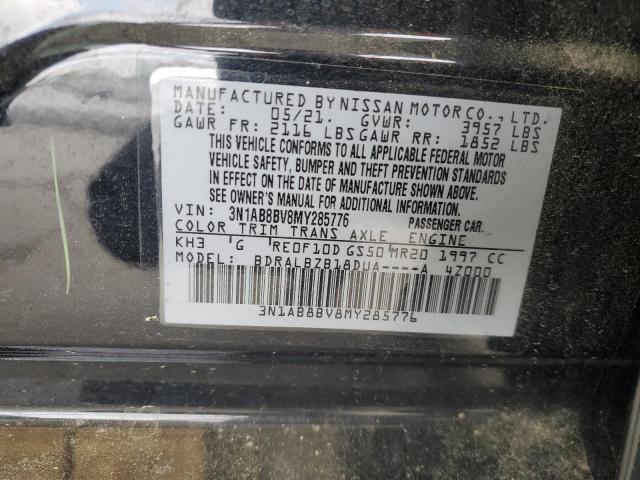 MANUFACTURED BY NISSAN MOTOR CO., LTD.
DATE: 05/21. GVWR: 3957 LBS
GAWR FR: 2116 LBS GAWR RR: 1852 LBS
THIS VEHICLE CONFORMS TO ALL APPLICABLE FEDERAL MOTOR
VEHICLE SAFETY, BUMPER AND THEFT PREVENTION STANDARDS
IN EFFECT ON THE DATE OF MANUFACTURE SHOWN ABOVE.
SEE OWNER'S MANUAL FOR ADDITIONAL INFORMATION.
VIN: 3N1AB8BV8MY285776 PASSENGER CAR.
COLOR TRIM TRANS AXLE ENGINE
KH3 'G 'RE0F10D GS50 MR20 1997 CC
MODEL: BDRALBZB18DUA----A 4Z000
3N1AB8BV8MY285776